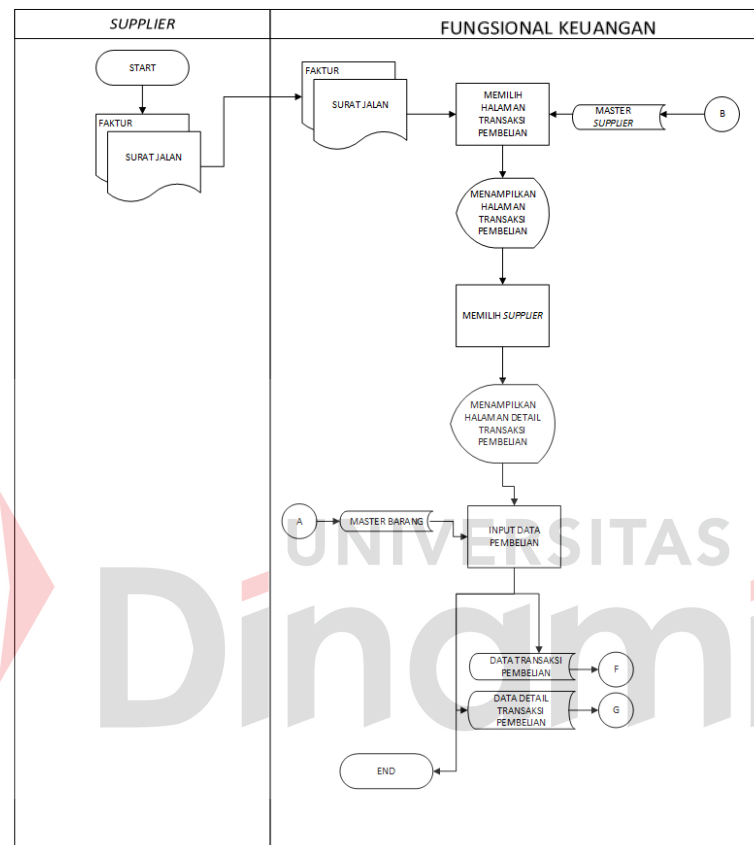 SUPPLIER
FUNGSIONAL KEUANGAN
START
FAKTUR
SURAT JALAN
FAKTUR
SURAT JALAN
MEMILIH
HALAMAN
TRANSAKSI
PEMBELIAN
MASTER
SUPPLIER
B
MENAMPILKAN
HALAMAN
TRANSAKSI
PEMBELIAN
MEMILIH SUPPLIER
MENAMPILKAN
HALAMAN DETAIL
TRANSAKSI
PEMBELIAN
A
MASTER BARANG
INPUT DATA
PEMBELIAN
UNIVERSITAS
Dinami
DATA TRANSAKSI
PEMBELIAN
F
DATA DETAIL
TRANSAKSI
PEMBELIAN
G
END